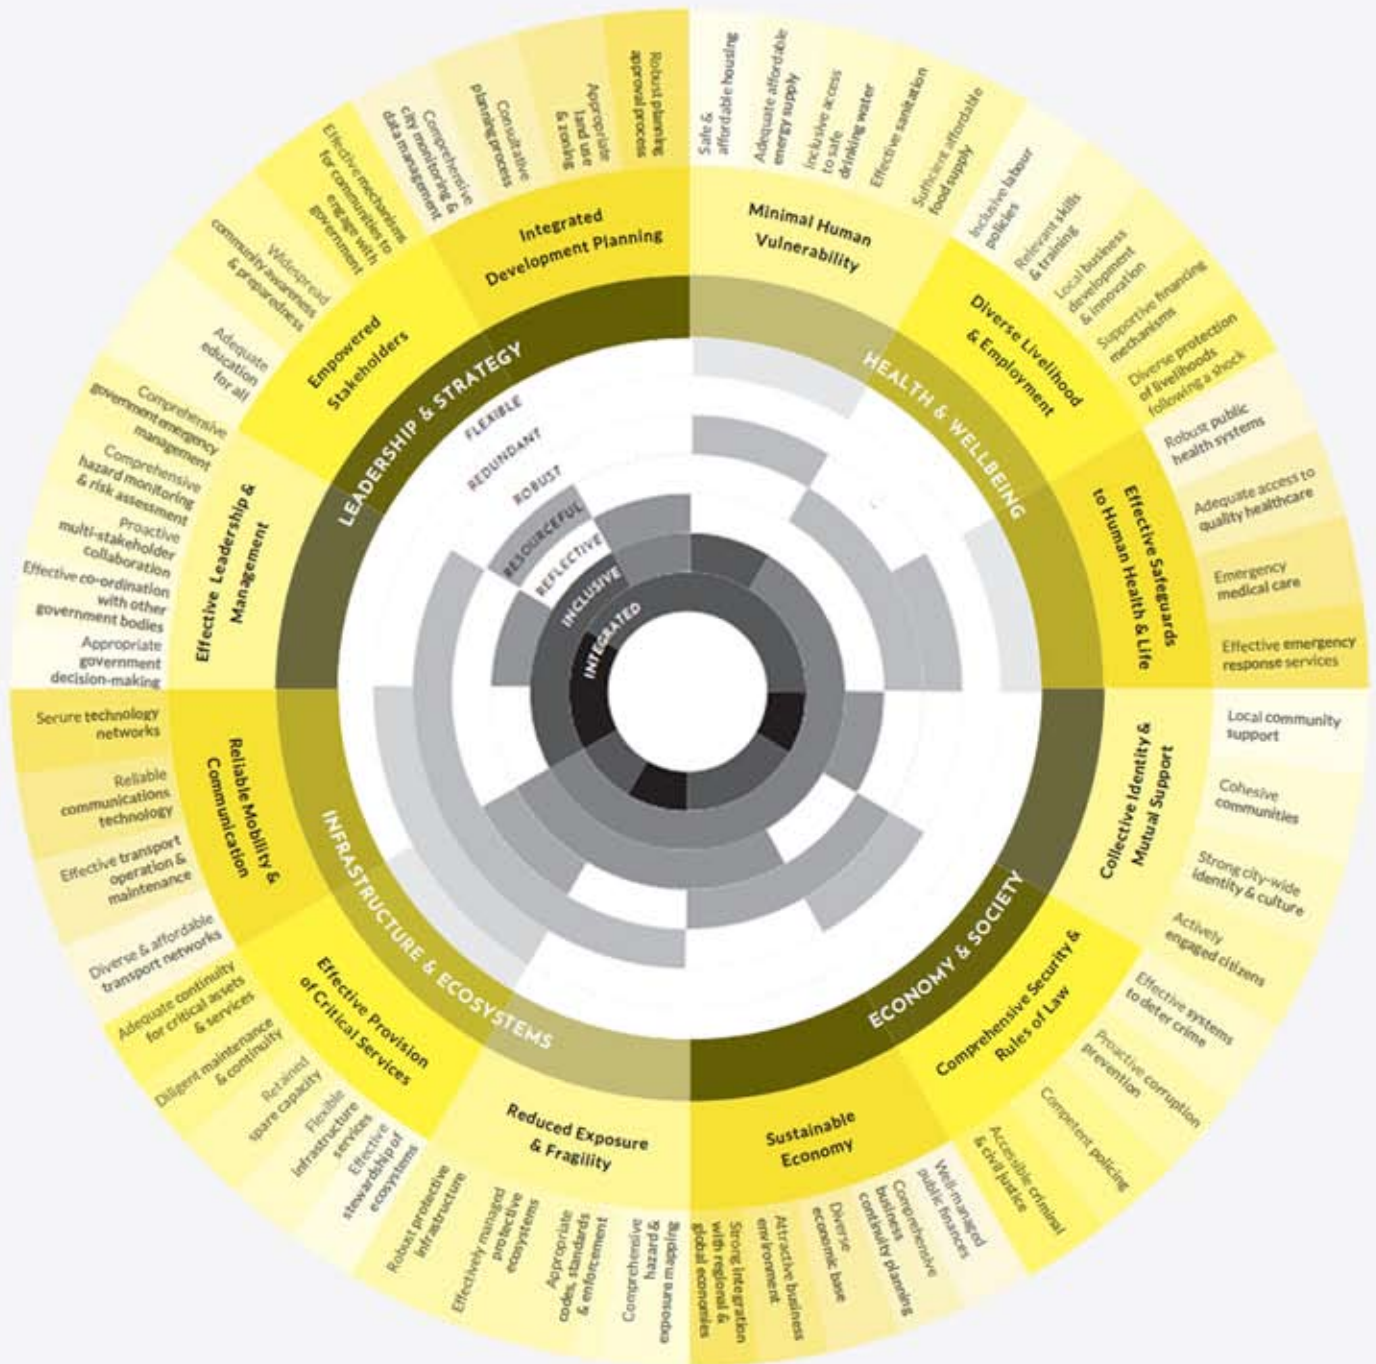 Safe &
affordable housing
Adequate affordable
energy supply
Inclusive access
to safe
drinking water
Effective sanitation
Sufficient affordable
food supply
Minimal Human
Vulnerability
Inclusive labour
policies
Relevant skills
& training
Local business
development
& innovation
Supportive financing
mechanisms
Diverse protection
of livelihoods
following a shock
Diverse Livelihood
& Employment
Robust public
health systems
Adequate access to
quality healthcare
Emergency
medical care
Effective emergency
response services
Effective Safeguards
to Human Health & Life
HEALTH & WELLBEING
Local community
support
Cohesive
communities
Strong city-wide
identity & culture
Actively
engaged citizens
Collective Identity &
Mutual Support
Effective systems
to deter crime
Proactive corruption
prevention
Competent policing
Accessible criminal
& civil justice
Comprehensive Security &
Rules of Law
Well-managed
public finances
Comprehensive
business
continuity planning
Diverse
economic base
Attractive business
environment
Strong integration
with regional &
global economies
Sustainable
Economy
ECONOMY & SOCIETY
Comprehensive
hazard &
exposure mapping
Appropriate
codes, standards
& enforcement
Effectively managed
protective
ecosystems
Robust protective
infrastructure
Reduced Exposure
& Fragility
Effective
stewardship of
ecosystems
Flexible
infrastructure
services
Retained
spare capacity
Diligent maintenance
& continuity
Adequate continuity
for critical assets
& services
Effective Provision
of Critical Services
Diverse & affordable
transport networks
Effective transport
operation &
maintenance
Reliable
communications
technology
Serure technology
networks
Reliable Mobility &
Communication
INFRASTRUCTURE & ECOSYSTEMS
Appropriate
government
decision-making
Effective co-ordination
with other
government bodies
Proactive
multi-stakeholder
collaboration
Comprehensive
hazard monitoring
& risk assessment
Comprehensive
government emergency
management
Effective Leadership &
Management
Adequate
education
for all
Widespread
community awareness
& preparedness
Effective mechanisms
for communities to
engage with
government
Empowered
Stakeholders
Comprehensive
city monitoring &
data management
Consultative
planning process
Appropriate
land use
& zoning
Robust planning
approval process
Integrated
Development Planning
LEADERSHIP & STRATEGY
FLEXIBLE
REDUNDANT
ROBUST
RESOURCEFUL
REFLECTIVE
INCLUSIVE
INTEGRATED